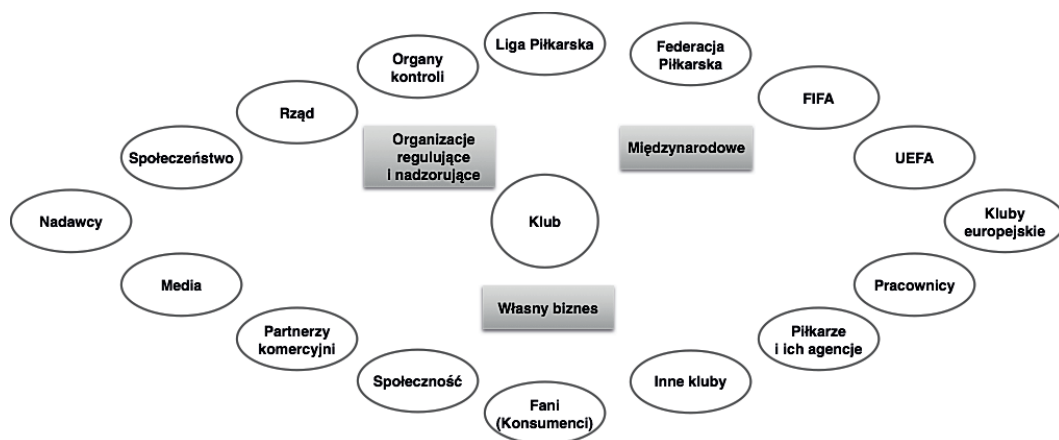 Liga Piłkarska
Federacja
Piłkarska
Organy
kontroli
FIFA
Rząd
Organizacje
regulujące
i nadzorujące
Międzynarodowe
Społeczeństwo
UEFA
Nadawcy
Klub
Kluby
europejskie
Media
Pracownicy
Własny biznes
Partnerzy
komercyjni
Piłkarze
i ich agencje
Społeczność
Inne kluby
Fani
(Konsumenci)